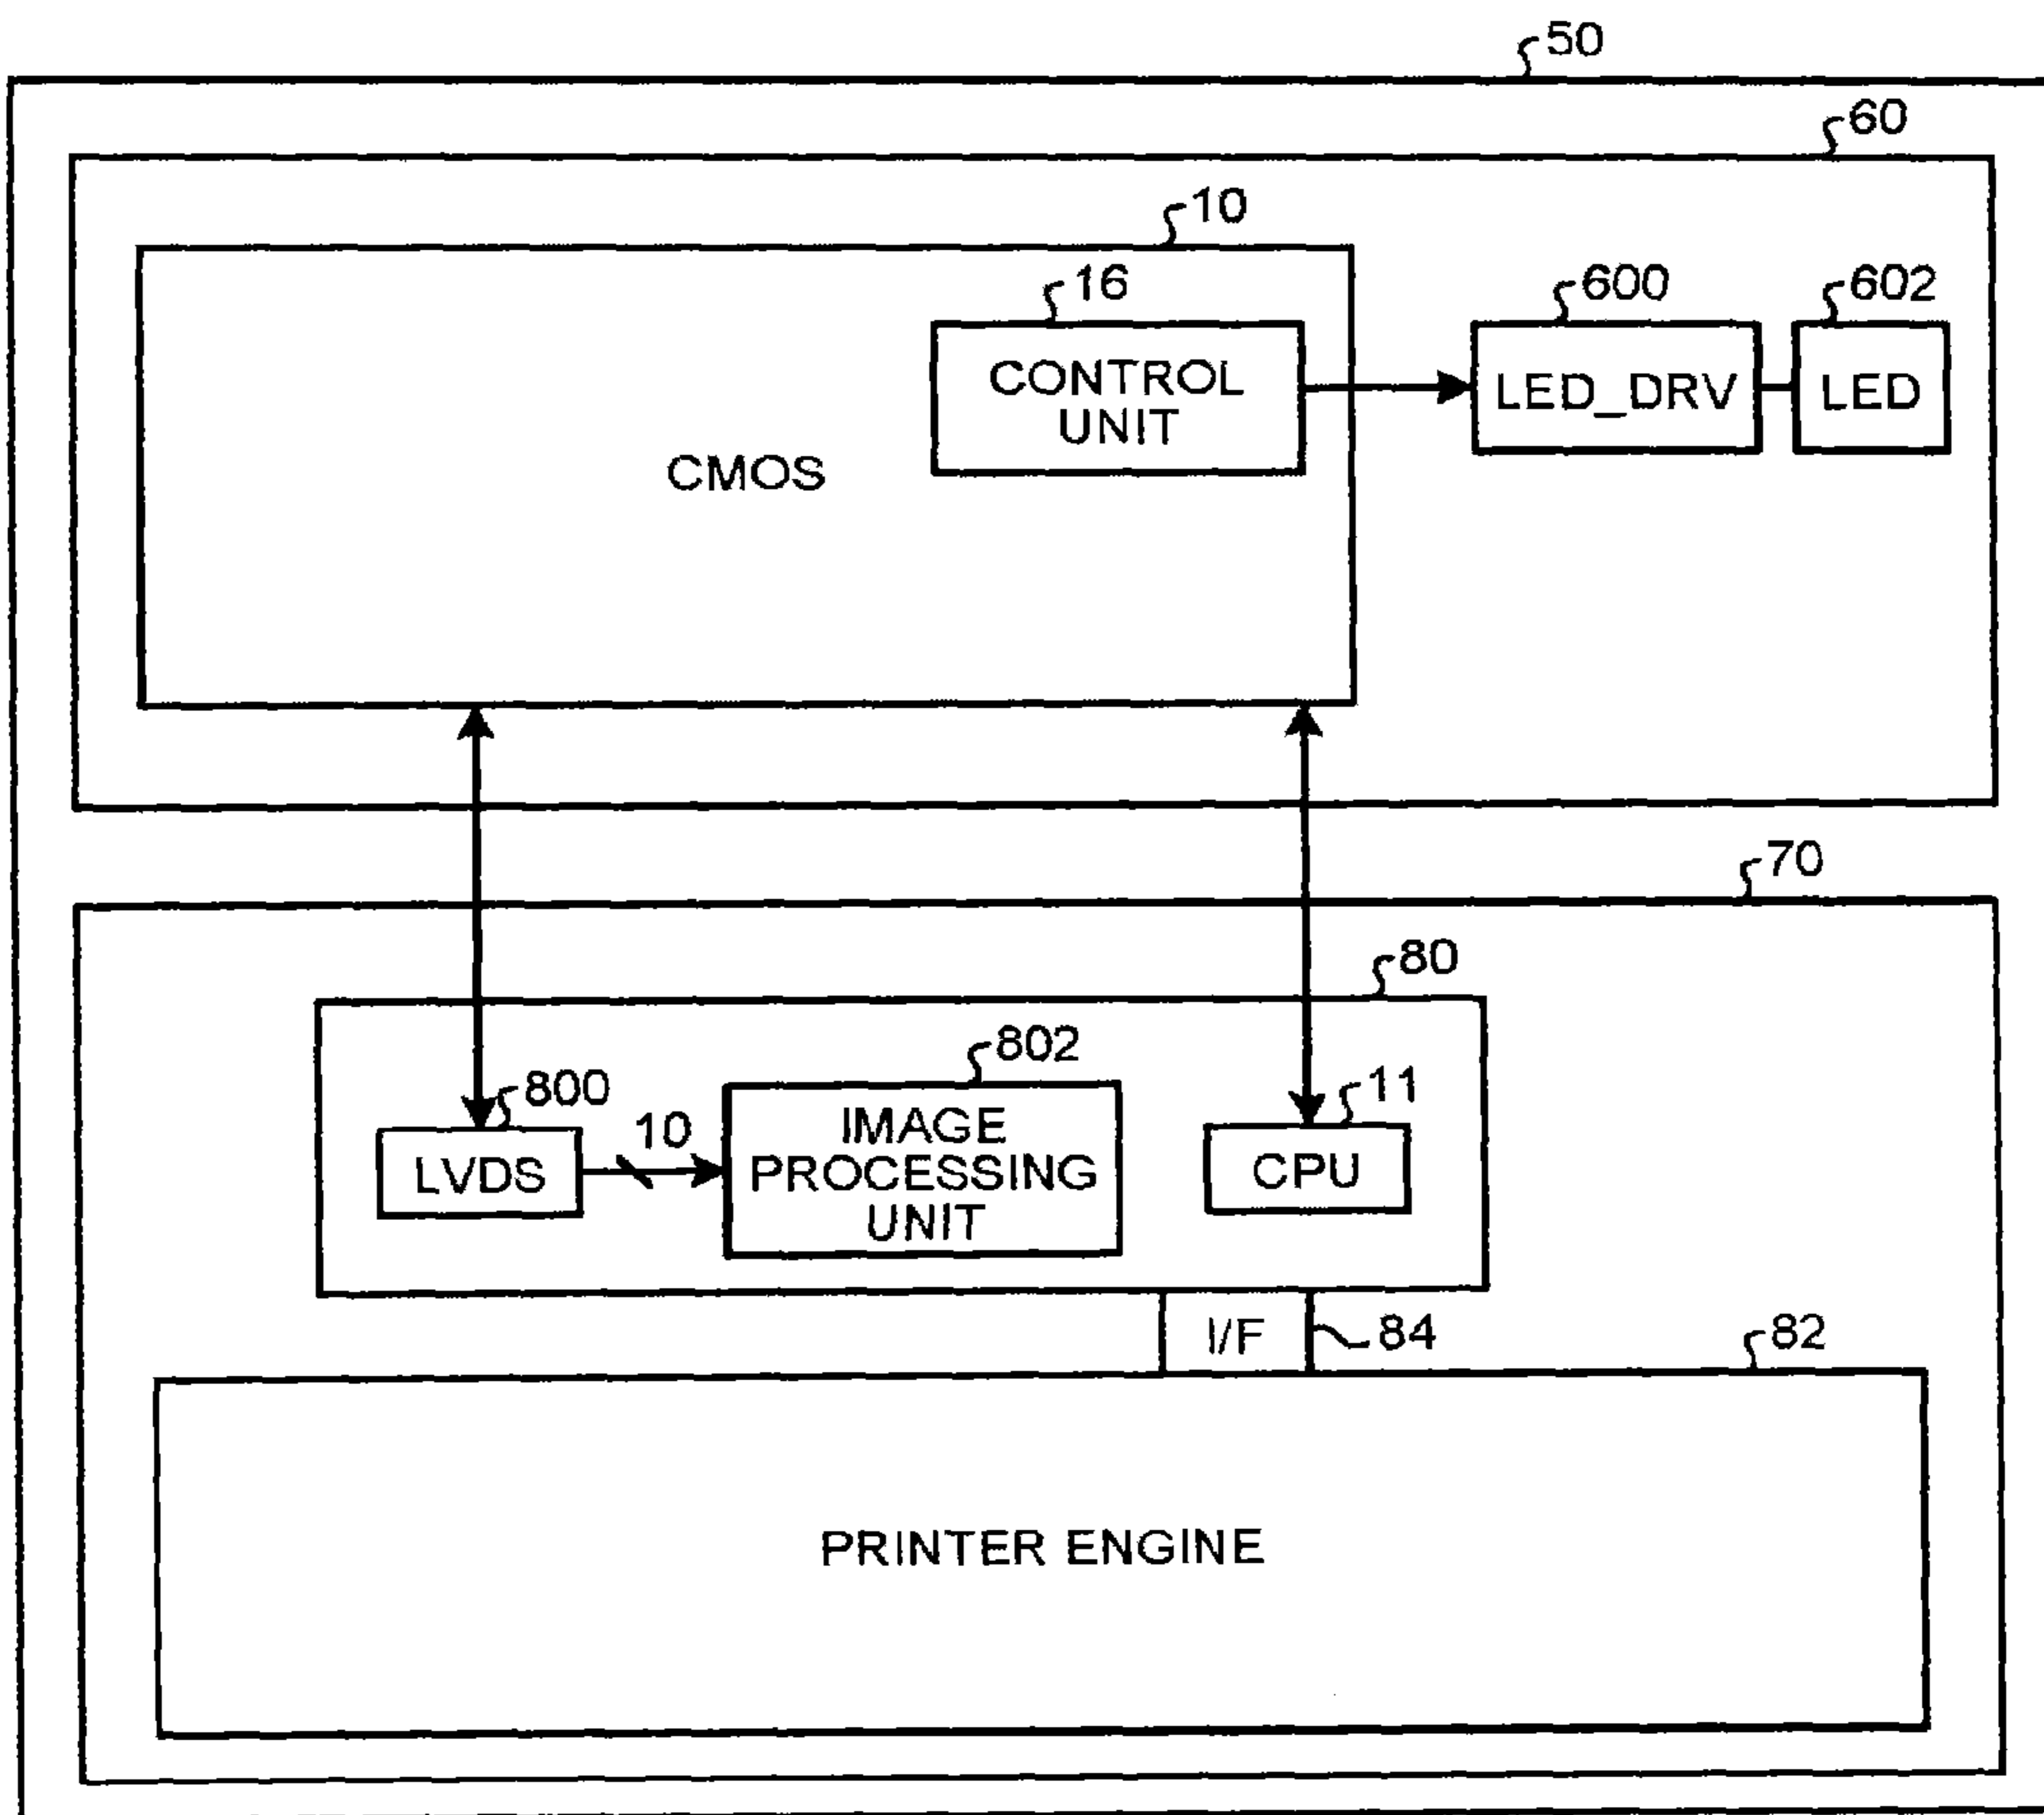 50
60
10
16
600
602
CONTROL
UNIT
LED_DRV
LED
CMOS
70
80
802
800
11
10
IMAGE
PROCESSING
UNIT
LVDS
CPU
I/F
84
82
PRINTER ENGINE